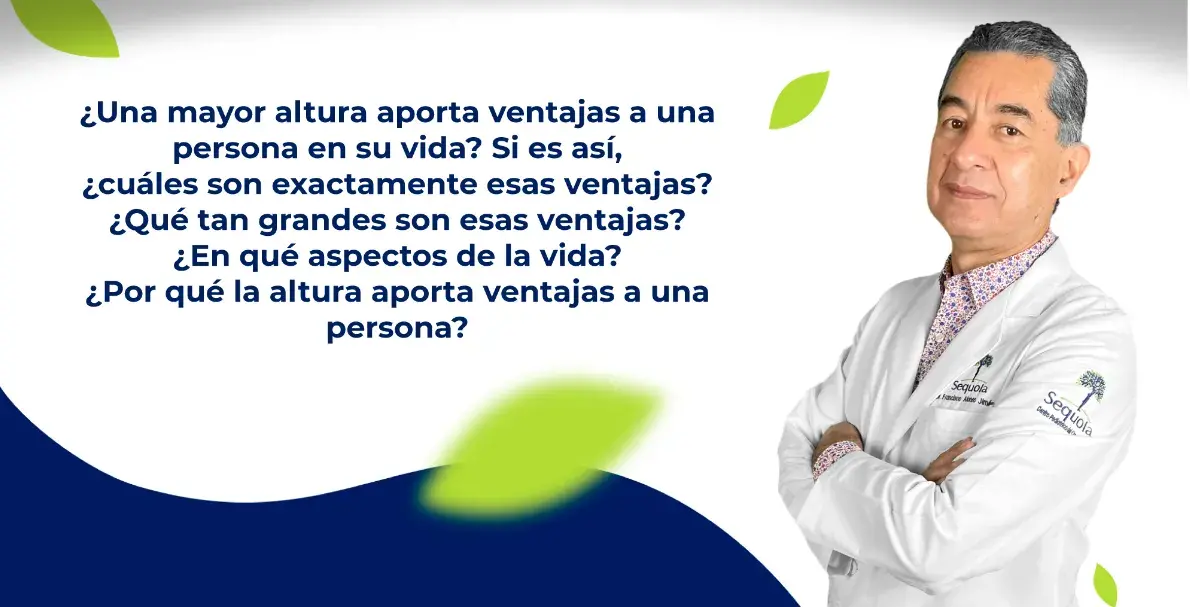 ¿Una mayor altura aporta ventajas a una
persona en su vida? Si es así,
¿cuáles son exactamente esas ventajas?
¿Qué tan grandes son esas ventajas?
¿En qué aspectos de la vida?
¿Por qué la altura aporta ventajas a una
persona?
Sequoia
Francisco
Sequoia
Centro